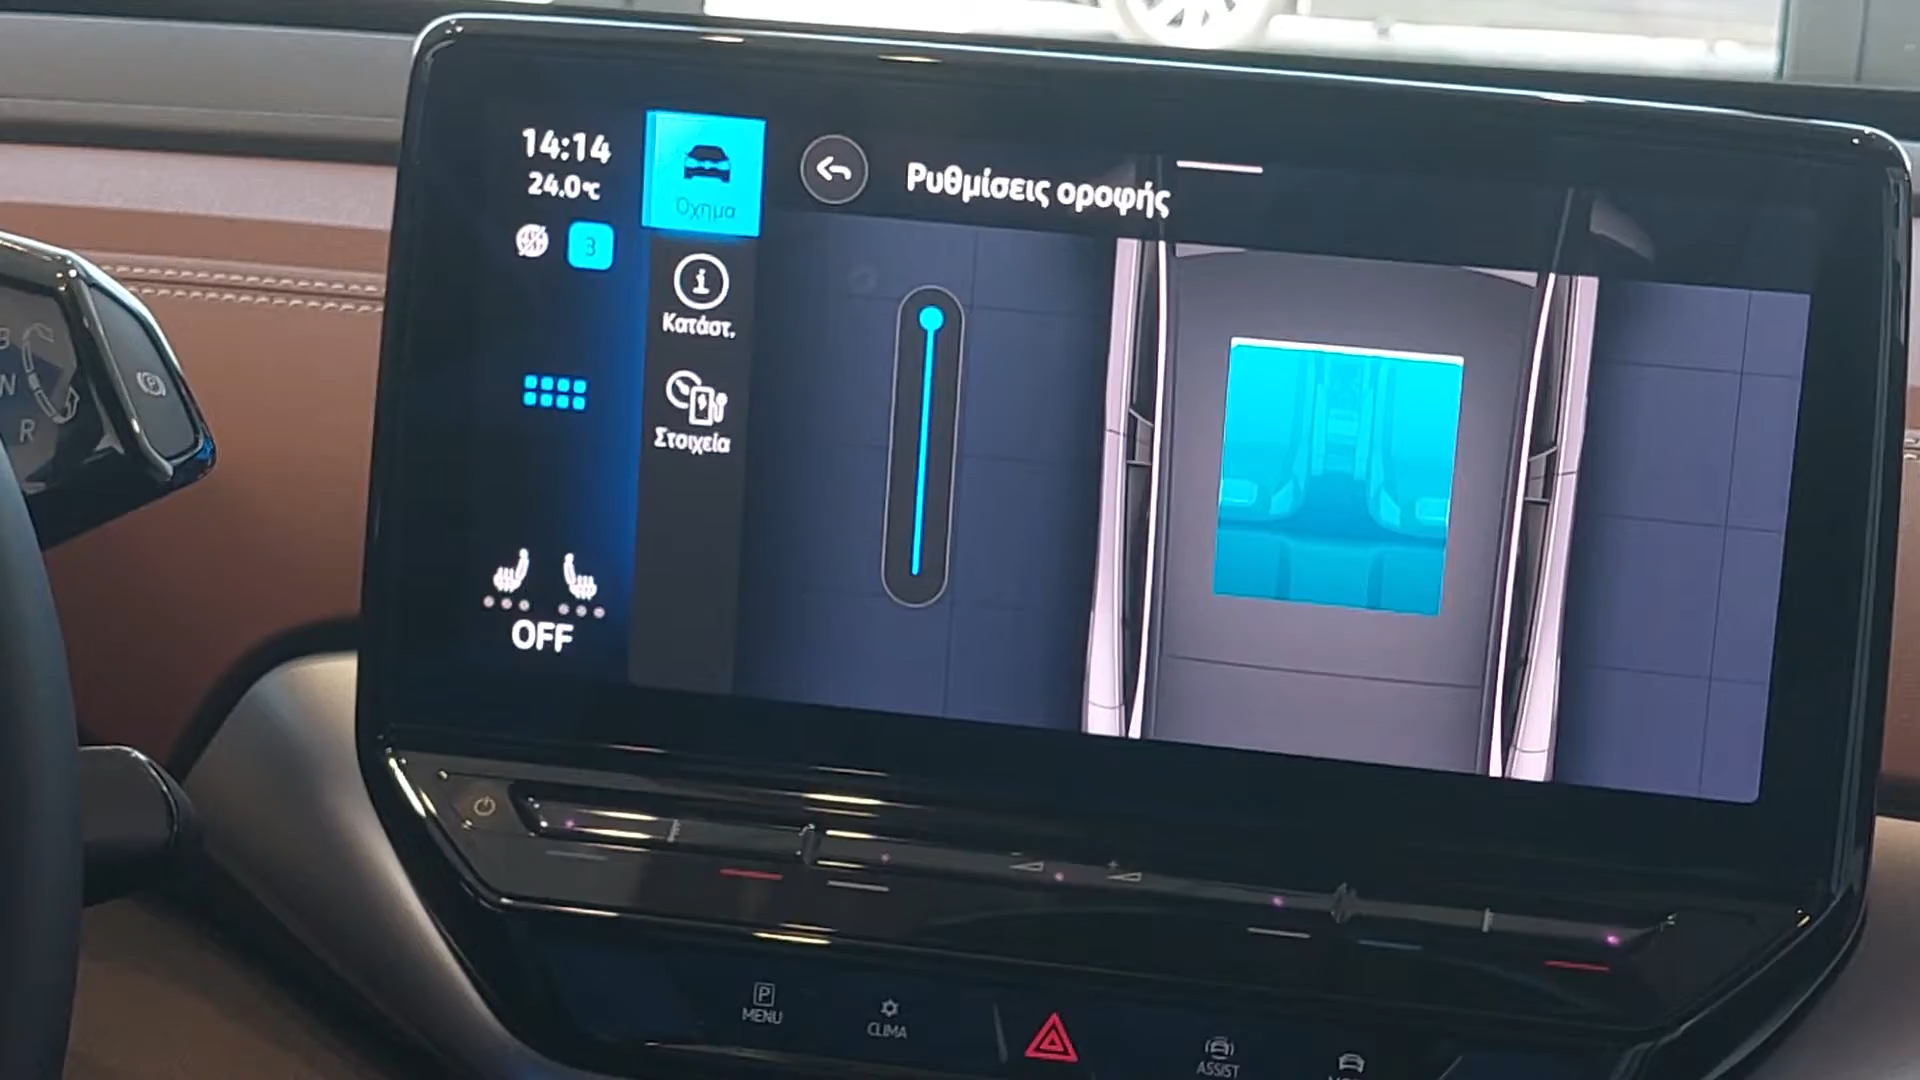 14:14
24.0°C
3
Όχημα
Ρυθμίσεις οροφής
Κατάστ.
Στοιχεία
N
R
P
OFF
P
MENU
CLIMA
ASSIST